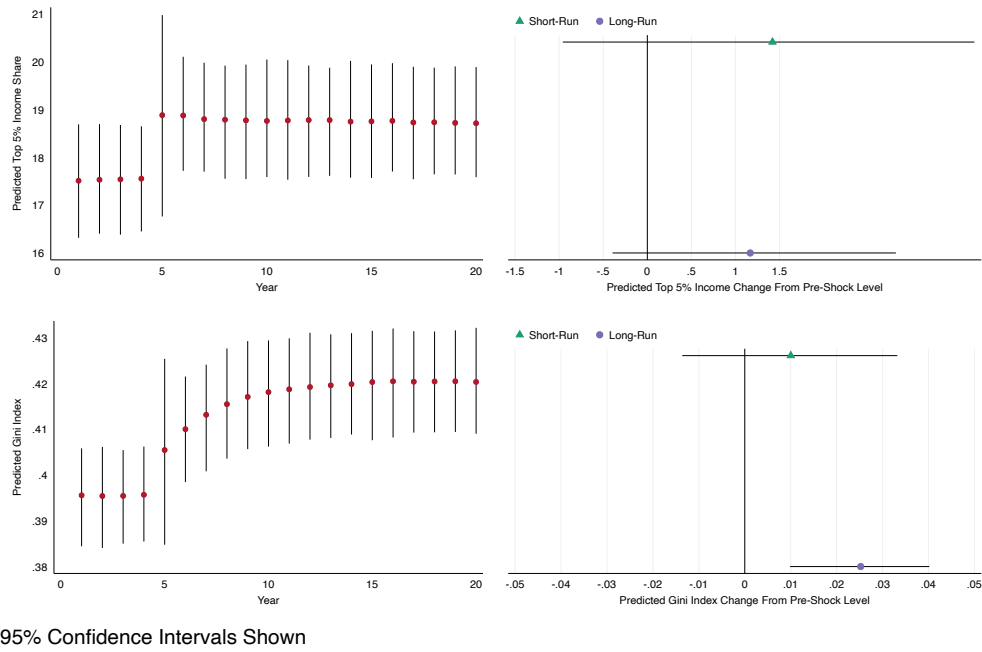 Predicted Top 5% Income Share
21
20
19
18
17
16
0 5 10 15 20
Year
Short-Run Long-Run
-1.5 -1 -.5 0 .5 1 1.5
Predicted Top 5% Income Change From Pre-Shock Level
Predicted Gini Index
.43
.42
.41
.4
.39
.38
0 5 10 15 20
Year
Short-Run Long-Run
-.05 -.04 -.03 -.02 -.01 0 .01 .02 .03 .04 .05
Predicted Gini Index Change From Pre-Shock Level
95% Confidence Intervals Shown